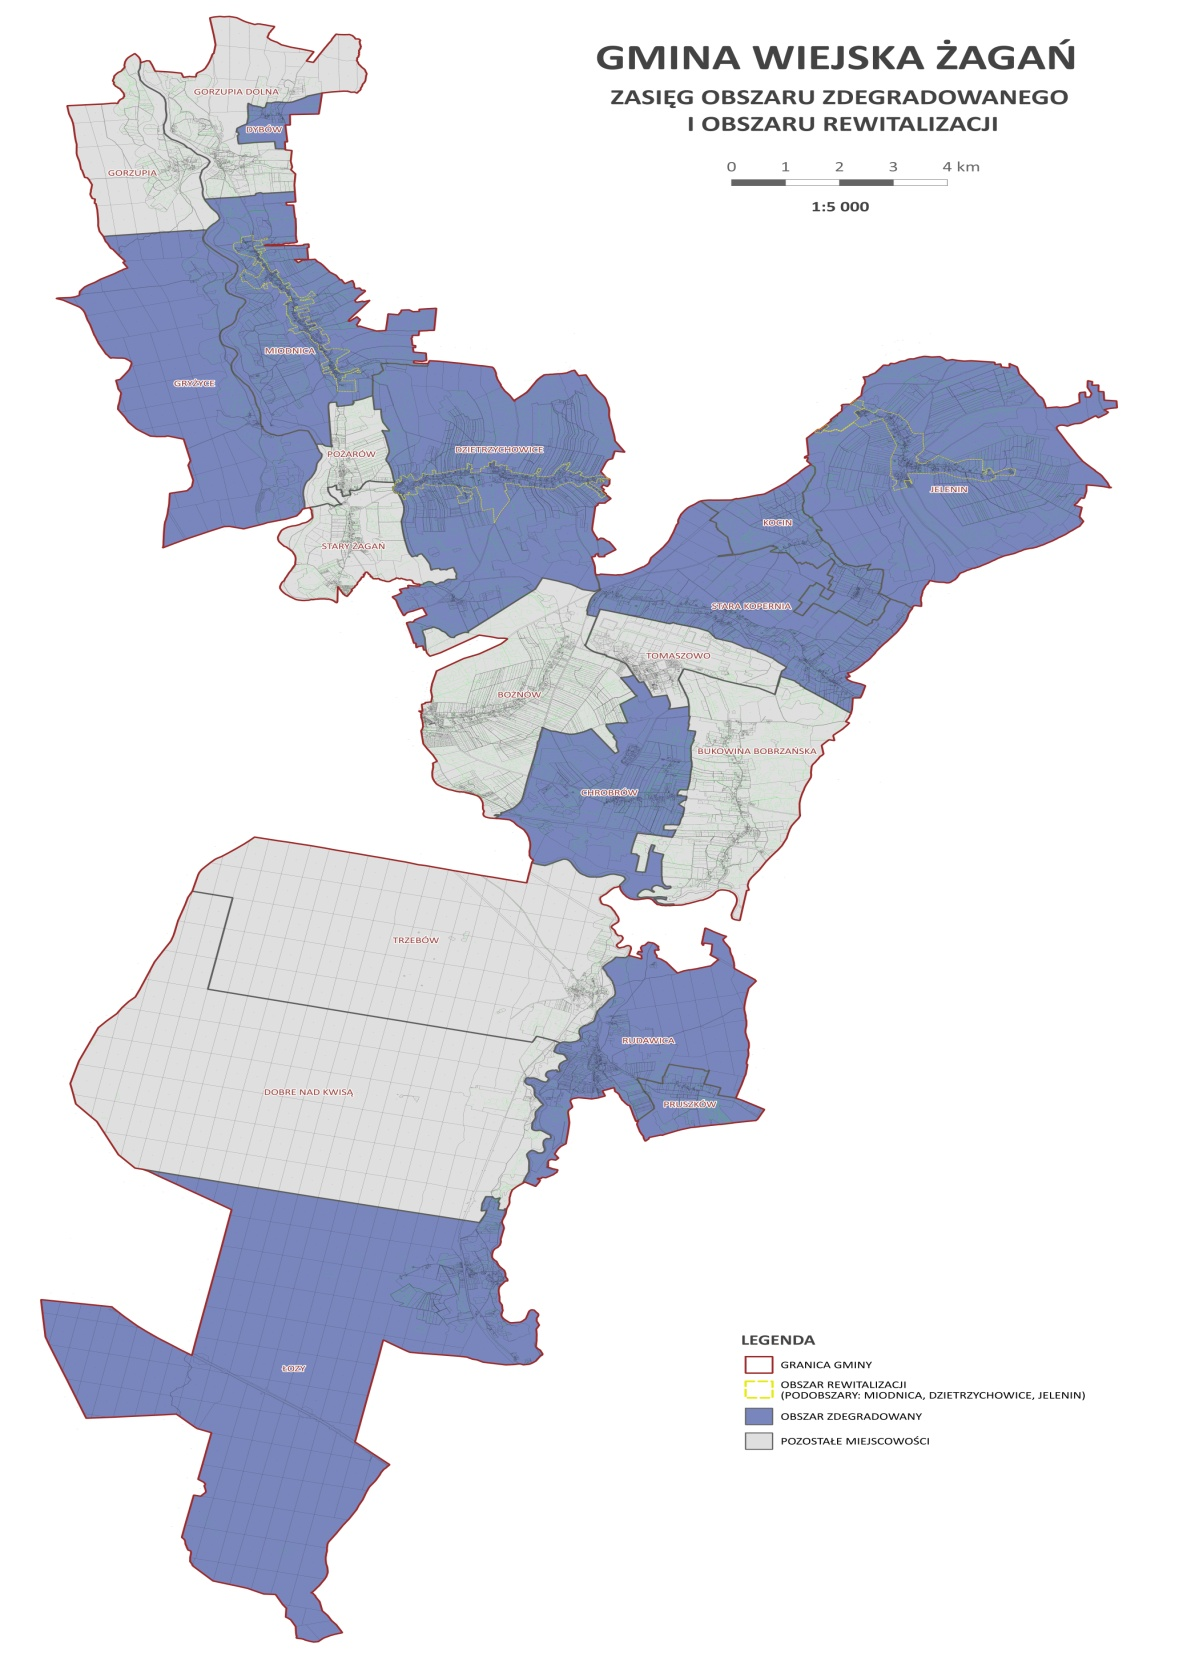 GMINA WIEJSKA ŻAGAŃ
ZASIĘG OBSZARU ZDEGRADOWANEGO
I OBSZARU REWITALIZACJI
0 1 2 3 4 km
1:5 000
GORZUPIA DOLNA
DYBÓW
GORZUPIA
MIODNICA
GRYŻYCE
POŻARÓW
DZIETRZYCHOWICE
JELENIN
KOCIN
STARY ŻAGAŃ
STARA KOPERNIA
TOMASZOWO
BOŻNÓW
BUKOWINA BOBRZAŃSKA
CHROBRÓW
TRZEBÓW
RUDAWICA
DOBRE NAD KWISĄ
PRUSZKÓW
ŁOZY
LEGENDA
GRANICA GMINY
OBSZAR REWITALIZACJI
(PODOBSZARY: MIODNICA, DZIETRZYCHOWICE, JELENIN)
OBSZAR ZDEGRADOWANY
POZOSTAŁE MIEJSCOWOŚCI